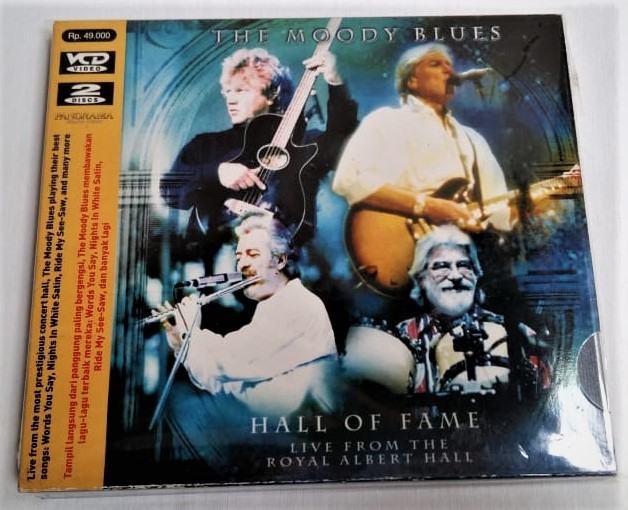 THE MOODY BLUES
Rp. 49.000
VCD
VIDEO
2
DISCS
PANORAMA
Live from the most prestigious concert hall, The Moody Blues playing their best
songs: Words You Say, Nights In White Satin, Ride My See-Saw, and many more
Tampil langsung dari panggung paling bergengsi, The Moody Blues membawakan
lagu-lagu terbaik mereka: Words You Say, Nights In White Satin,
Ride My See-Saw, dan banyak lagi
HALL OF FAME
LIVE FROM THE
ROYAL ALBERT HALL